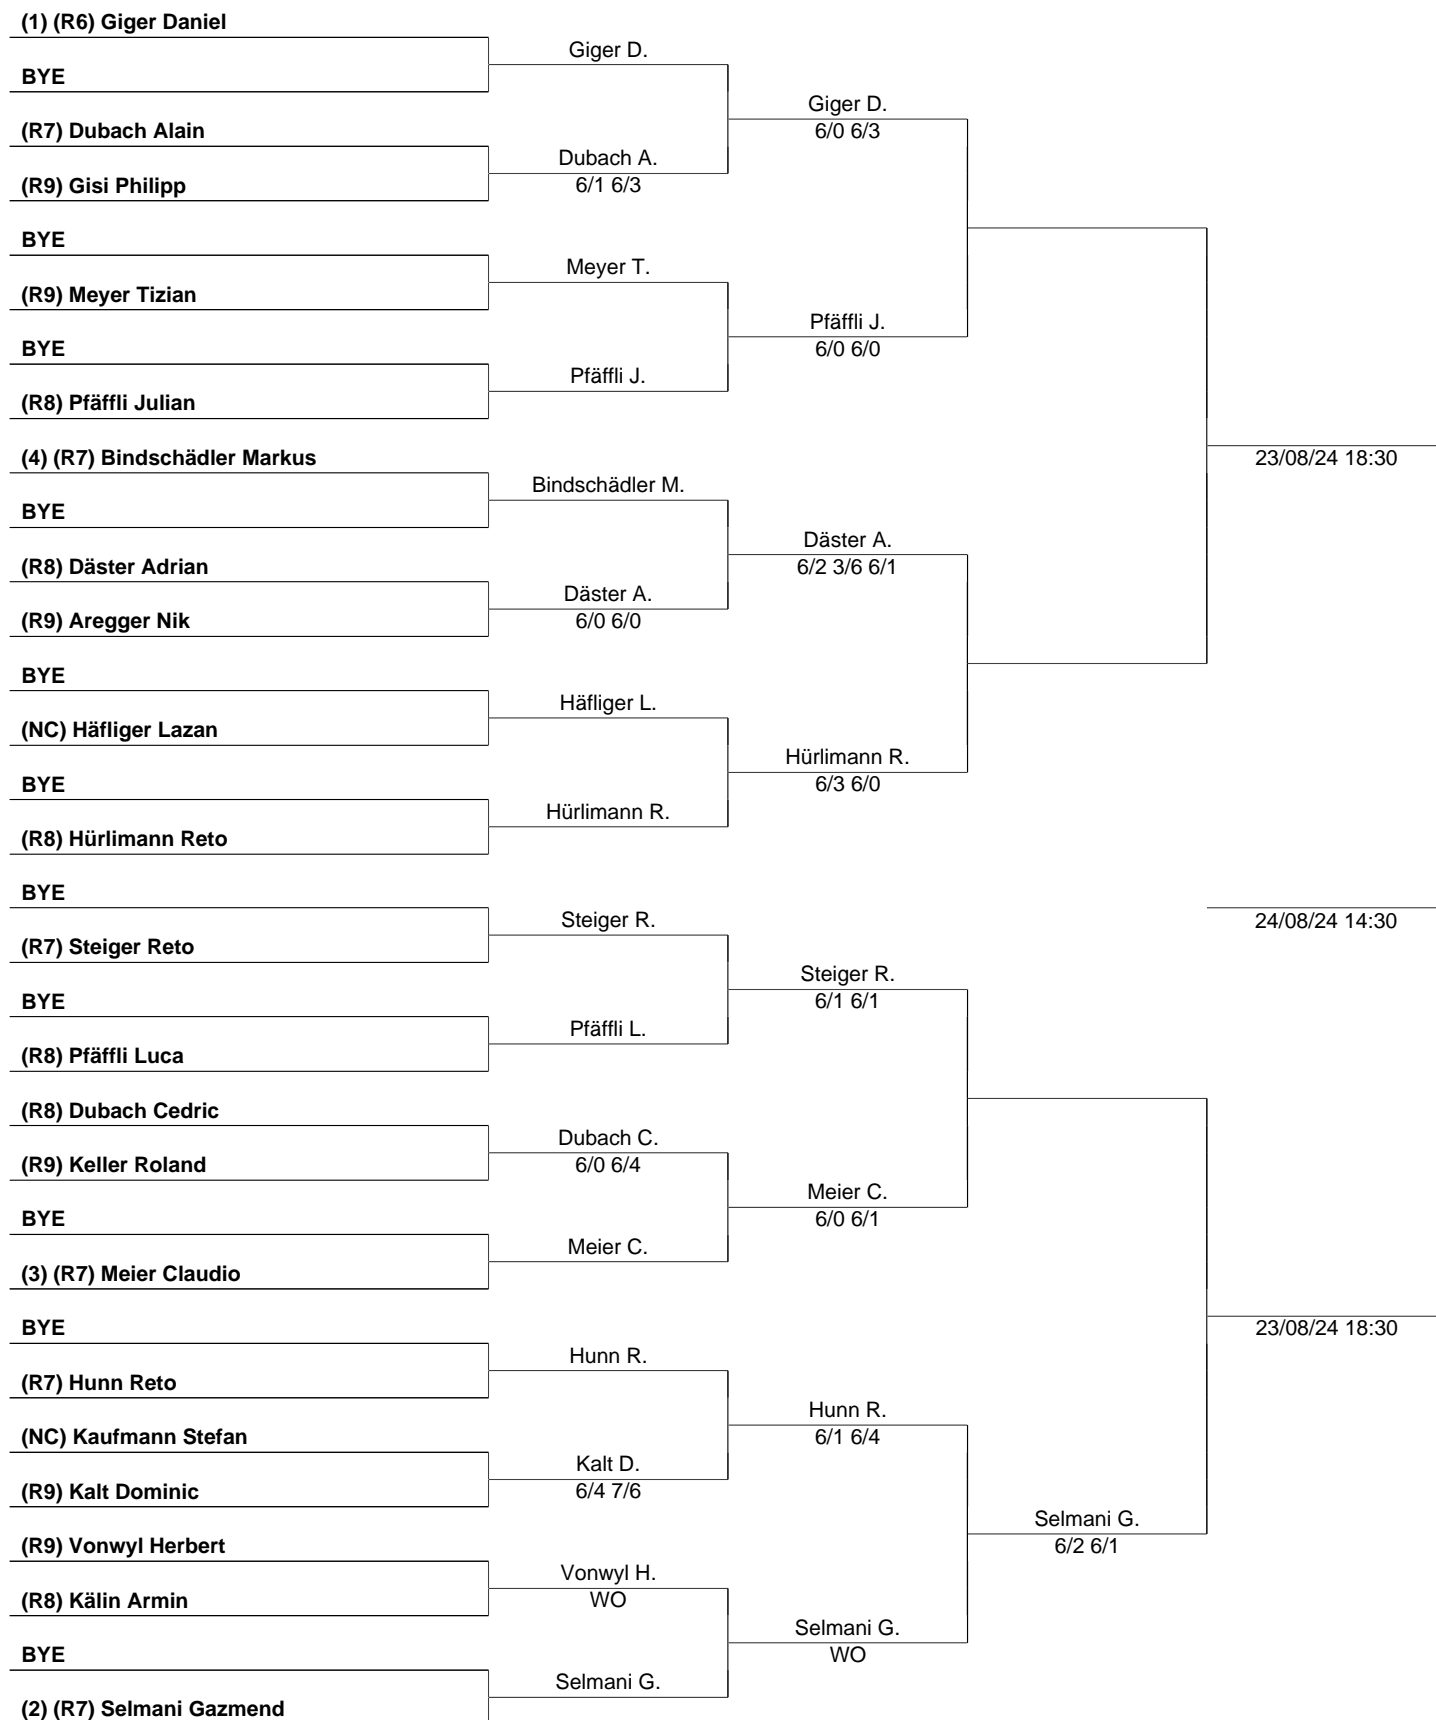 (1) (R6) Giger Daniel
BYE
(R7) Dubach Alain
(R9) Gisi Philipp
BYE
(R9) Meyer Tizian
BYE
(R8) Pfäffli Julian
(4) (R7) Bindschädler Markus
BYE
(R8) Däster Adrian
(R9) Aregger Nik
BYE
(NC) Häfliger Lazan
BYE
(R8) Hürlimann Reto
BYE
(R7) Steiger Reto
BYE
(R8) Pfäffli Luca
(R8) Dubach Cedric
(R9) Keller Roland
BYE
(3) (R7) Meier Claudio
BYE
(R7) Hunn Reto
(NC) Kaufmann Stefan
(R9) Kalt Dominic
(R9) Vonwyl Herbert
(R8) Kälin Armin
BYE
(2) (R7) Selmani Gazmend
Giger D.
Dubach A.
6/1 6/3
Meyer T.
Pfäffli J.
Bindschädler M.
Däster A.
6/0 6/0
Häfliger L.
Hürlimann R.
Steiger R.
Pfäffli L.
Dubach C.
6/0 6/4
Meier C.
Hunn R.
Kalt D.
6/4 7/6
Vonwyl H.
WO
Selmani G.
Giger D.
6/0 6/3
Pfäffli J.
6/0 6/0
Däster A.
6/2 3/6 6/1
Hürlimann R.
6/3 6/0
Steiger R.
6/1 6/1
Meier C.
6/0 6/1
Hunn R.
6/1 6/4
Selmani G.
WO
Selmani G.
6/2 6/1
23/08/24 18:30
24/08/24 14:30
23/08/24 18:30